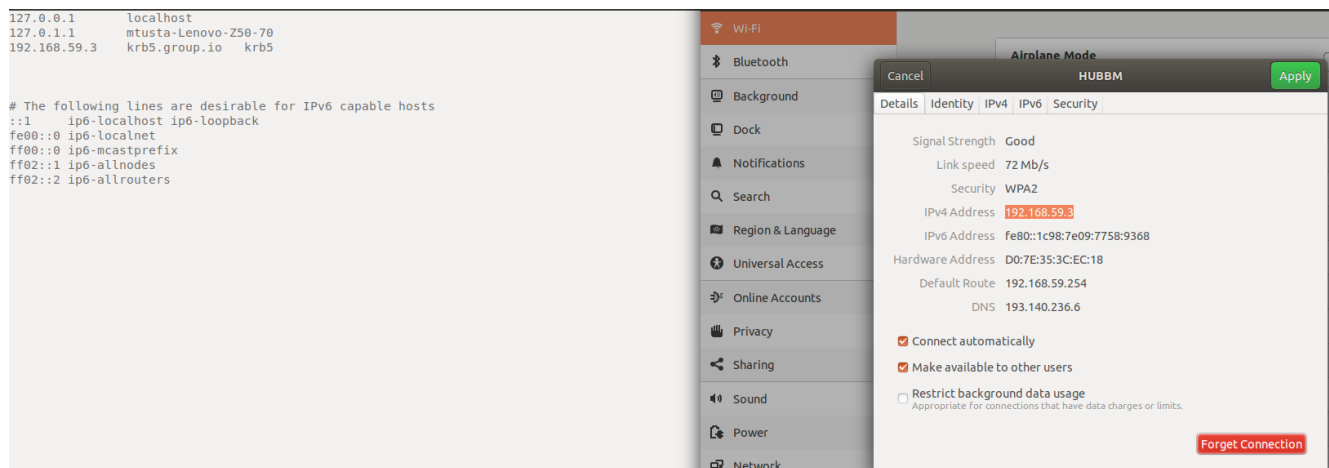 127.0.0.1 localhost
127.0.1.1 mtusta-Lenovo-Z50-70
192.168.59.3 krb5.group.io krb5
# The following lines are desirable for IPv6 capable hosts
::1 ip6-localhost ip6-loopback
fe00::0 ip6-localnet
ff00::0 ip6-mcastprefix
ff02::1 ip6-allnodes
ff02::2 ip6-allrouters
Wi-Fi
Bluetooth
Background
Dock
Notifications
Search
Region & Language
Universal Access
Online Accounts
Privacy
Sharing
Sound
Power
Network
Airplane Mode
Cancel HUBBM Apply
Details Identity IPv4 IPv6 Security
Signal Strength Good
Link speed 72 Mb/s
Security WPA2
IPv4 Address 192.168.59.3
IPv6 Address fe80::1c98:7e09:7758:9368
Hardware Address D0:7E:35:3C:EC:18
Default Route 192.168.59.254
DNS 193.140.236.6
Connect automatically
Make available to other users
Restrict background data usage
Appropriate for connections that have data charges or limits.
Forget Connection